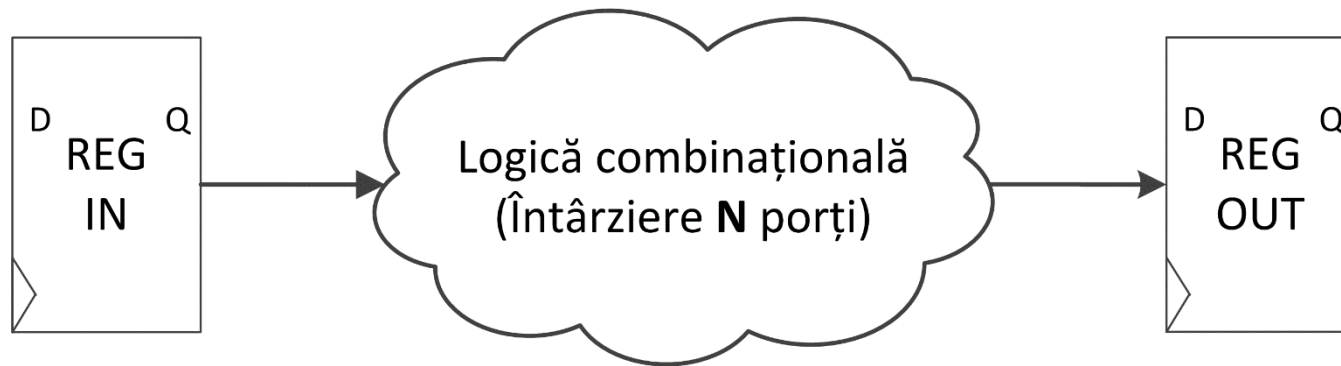 D Q
REG
IN
Logică combinațională
(Întârziere N porți)
D Q
REG
OUT